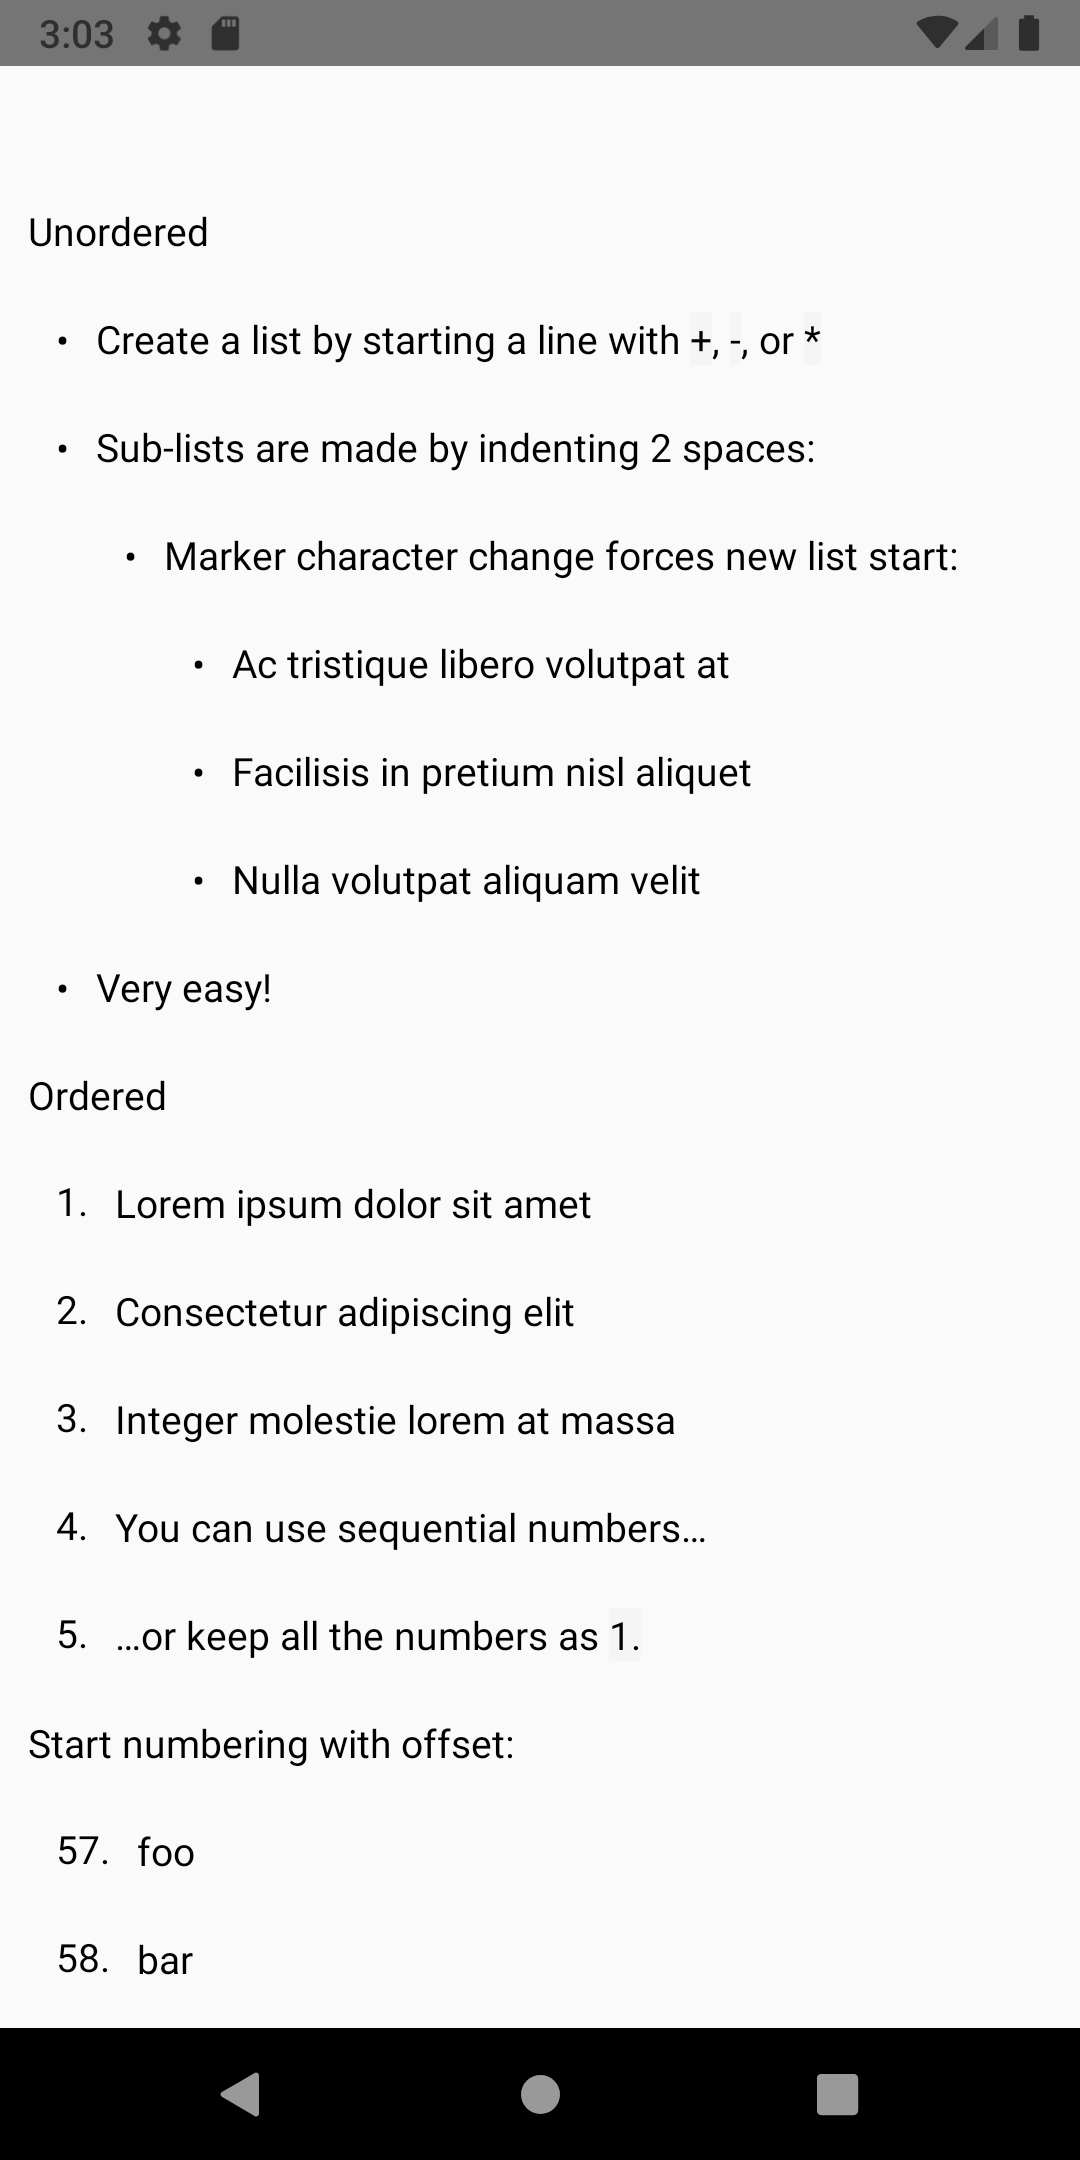 3:03
Unordered
• Create a list by starting a line with +, -, or *
• Sub-lists are made by indenting 2 spaces:
• Marker character change forces new list start:
• Ac tristique libero volutpat at
• Facilisis in pretium nisl aliquet
• Nulla volutpat aliquam velit
• Very easy!
Ordered
1. Lorem ipsum dolor sit amet
2. Consectetur adipiscing elit
3. Integer molestie lorem at massa
4. You can use sequential numbers…
5. …or keep all the numbers as 1.
Start numbering with offset:
57. foo
58. bar